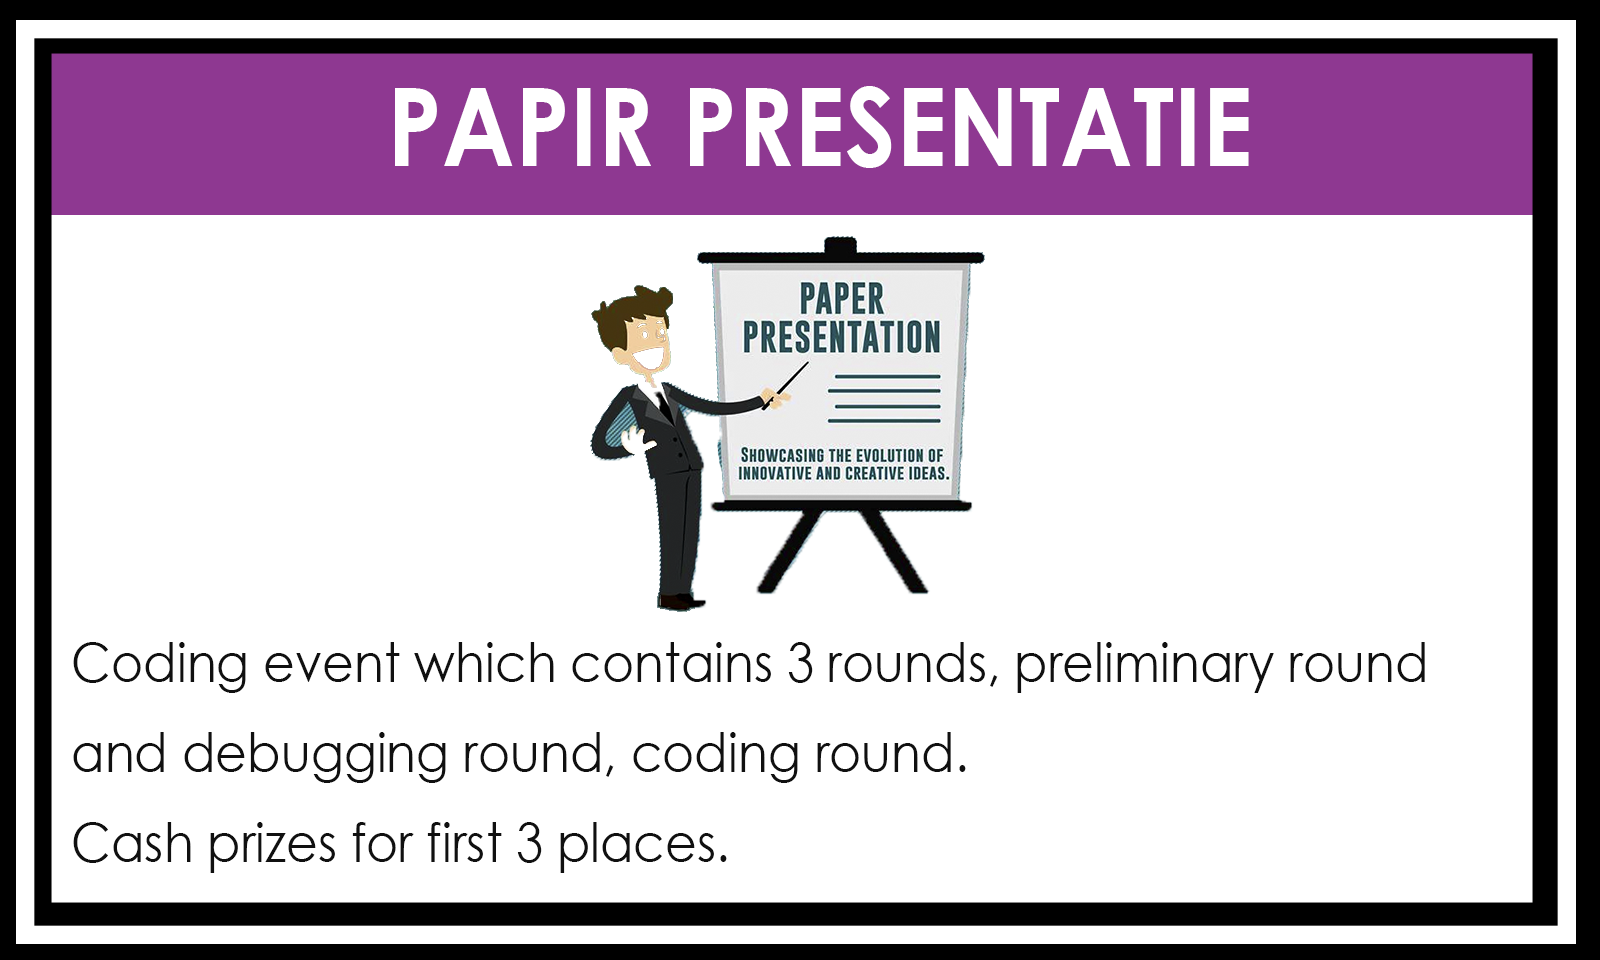 PAPIR PRESENTATIE
PAPER
PRESENTATION
SHOWCASING THE EVOLUTION OF
INNOVATIVE AND CREATIVE IDEAS.
Coding event which contains 3 rounds, preliminary round
and debugging round, coding round.
Cash prizes for first 3 places.